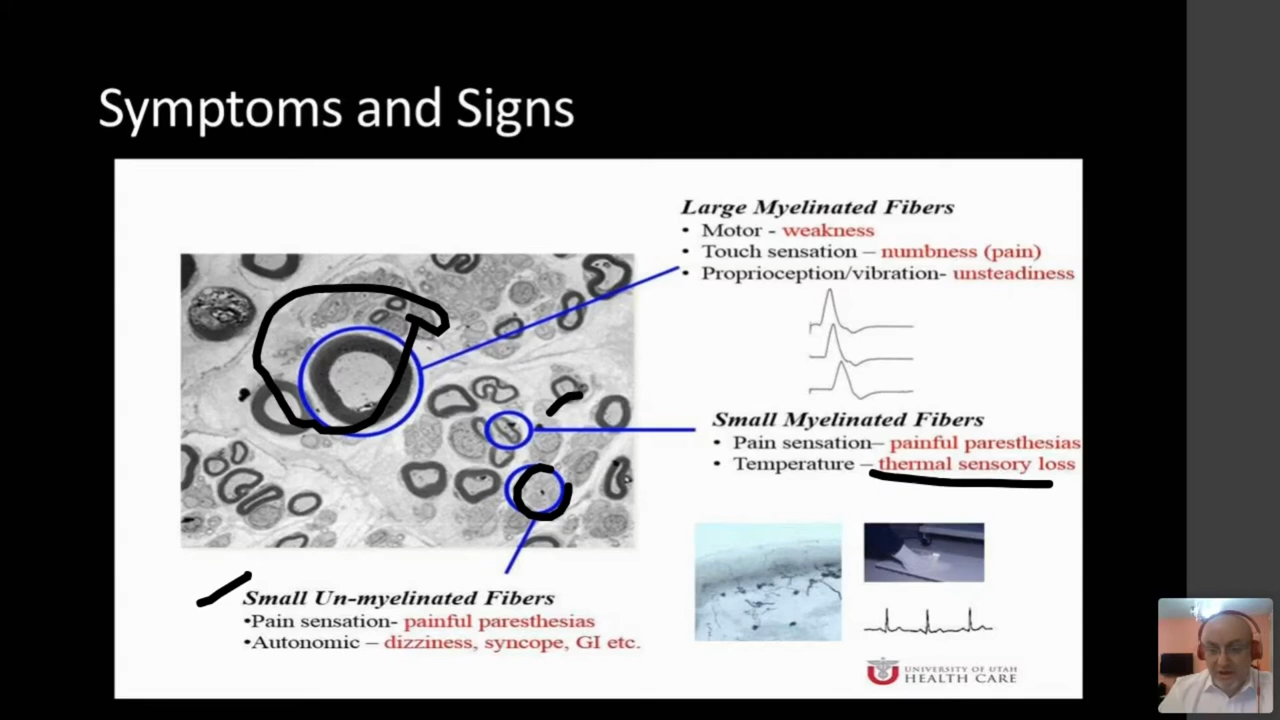 Symptoms and Signs
Large Myelinated Fibers
• Motor - weakness
• Touch sensation – numbness (pain)
• Proprioception/vibration- unsteadiness
Small Myelinated Fibers
• Pain sensation– painful paresthesias
• Temperature – thermal sensory loss
Small Un-myelinated Fibers
•Pain sensation- painful paresthesias
•Autonomic – dizziness, syncope, GI etc.
UNIVERSITY OF UTAH
HEALTH CARE